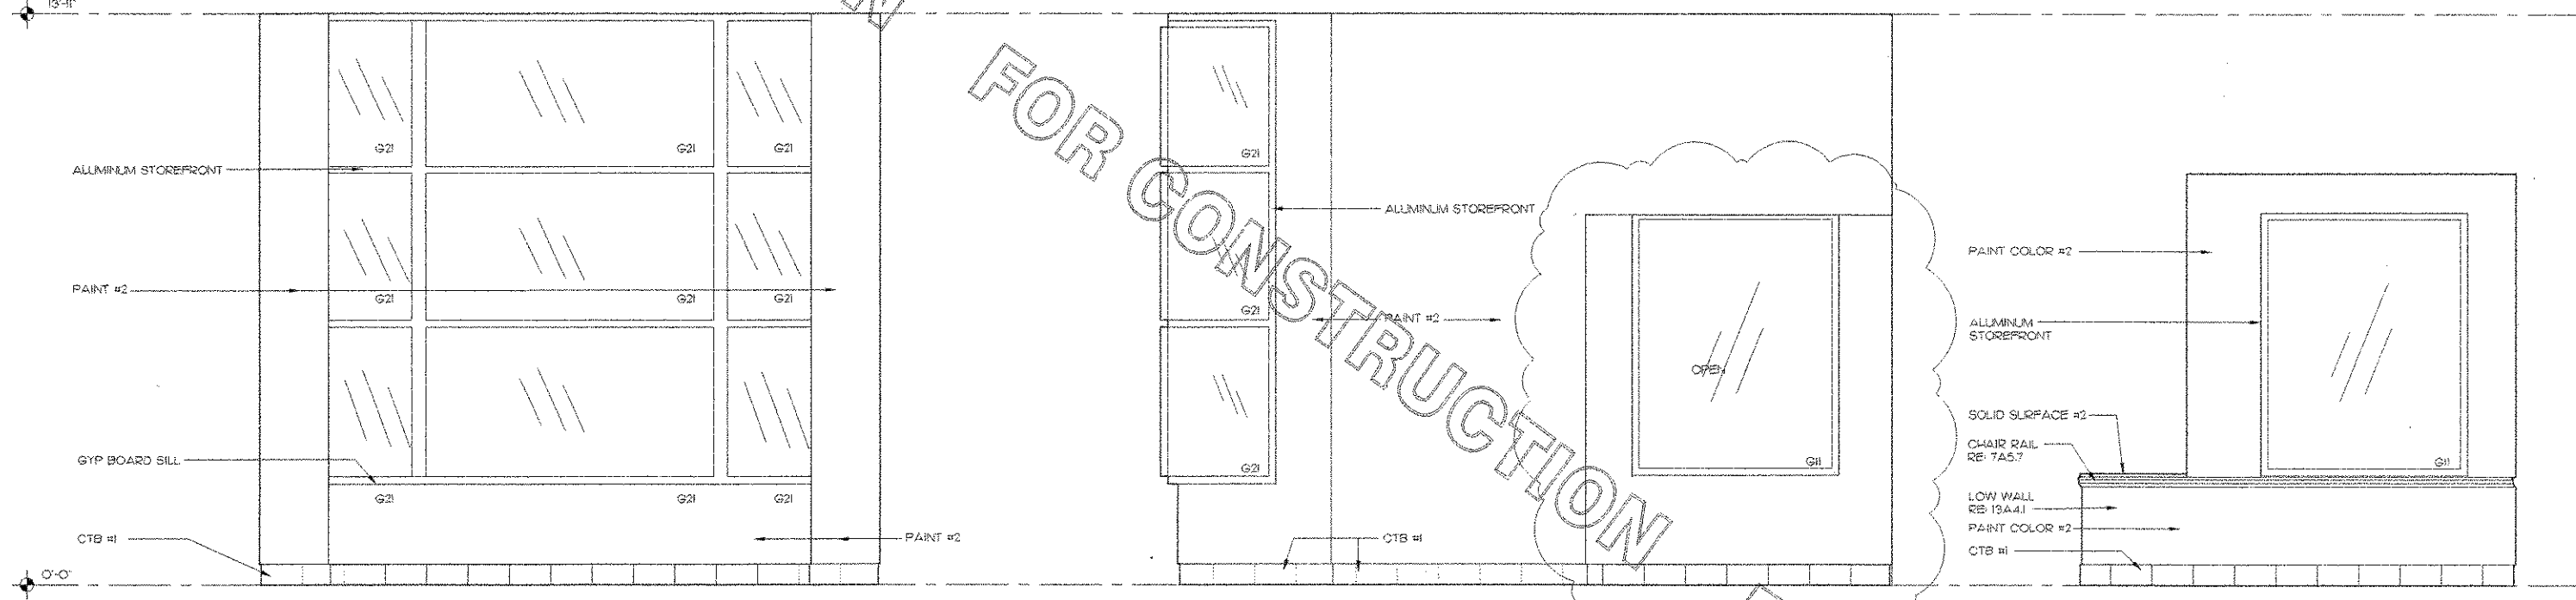 13'-11"
ALUMINUM STOREFRONT
PAINT #2
GYP BOARD SILL
CTB #1
0'-0"
G21 G21 G21
G21 G21 G21
G21 G21 G21
PAINT #2
G21
G21
G21
ALUMINUM STOREFRONT
PAINT #2
CTB #1
OPEN
G11
FOR CONSTRUCTION
PAINT COLOR #2
ALUMINUM
STOREFRONT
SOLID SURFACE #2
CHAIR RAIL
RE: 7A5.7
LOW WALL
RE: 13A4.1
PAINT COLOR #2
CTB #1
G11